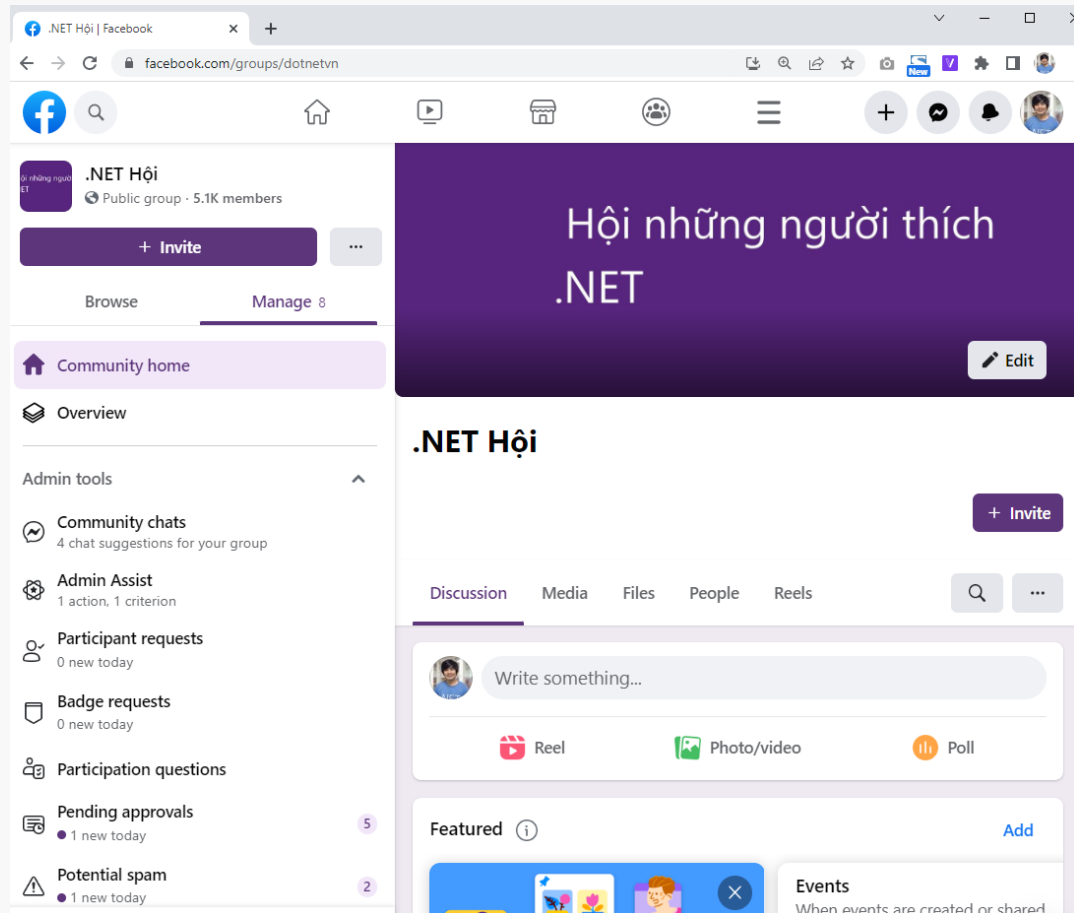 .NET Hội | Facebook
facebook.com/groups/dotnetvn
New
.NET Hội
Public group · 5.1K members
+ Invite
Browse
Manage 8
Community home
Overview
Admin tools
Community chats
4 chat suggestions for your group
Admin Assist
1 action, 1 criterion
Participant requests
0 new today
Badge requests
0 new today
Participation questions
Pending approvals
1 new today
5
Potential spam
1 new today
2
Hội những người thích
.NET
Edit
.NET Hội
+ Invite
Discussion
Media
Files
People
Reels
Write something...
Reel
Photo/video
Poll
Featured
Add
Events
When events are created or shared